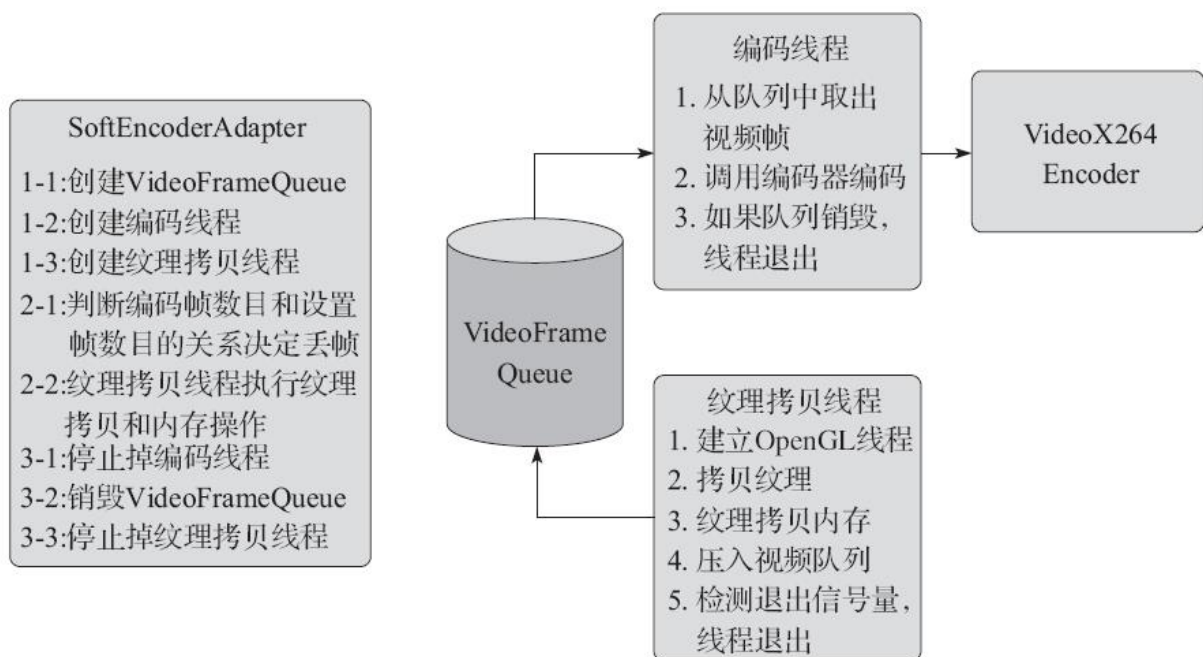 SoftEncoderAdapter
1-1:创建VideoFrameQueue
1-2:创建编码线程
1-3:创建纹理拷贝线程
2-1:判断编码帧数目和设置
帧数目的关系决定丢帧
2-2:纹理拷贝线程执行纹理
拷贝和内存操作
3-1:停止掉编码线程
3-2:销毁VideoFrameQueue
3-3:停止掉纹理拷贝线程
VideoFrame
Queue
编码线程
1. 从队列中取出
视频帧
2. 调用编码器编码
3. 如果队列销毁,
线程退出
VideoX264
Encoder
纹理拷贝线程
1. 建立OpenGL线程
2. 拷贝纹理
3. 纹理拷贝内存
4. 压入视频队列
5. 检测退出信号量,
线程退出